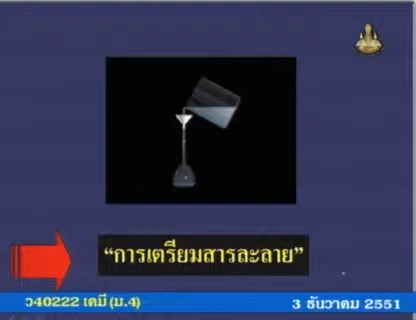 “การเตรียมสารละลาย”
ว40222 เคมี (ม.4)
3 ธันวาคม 2551